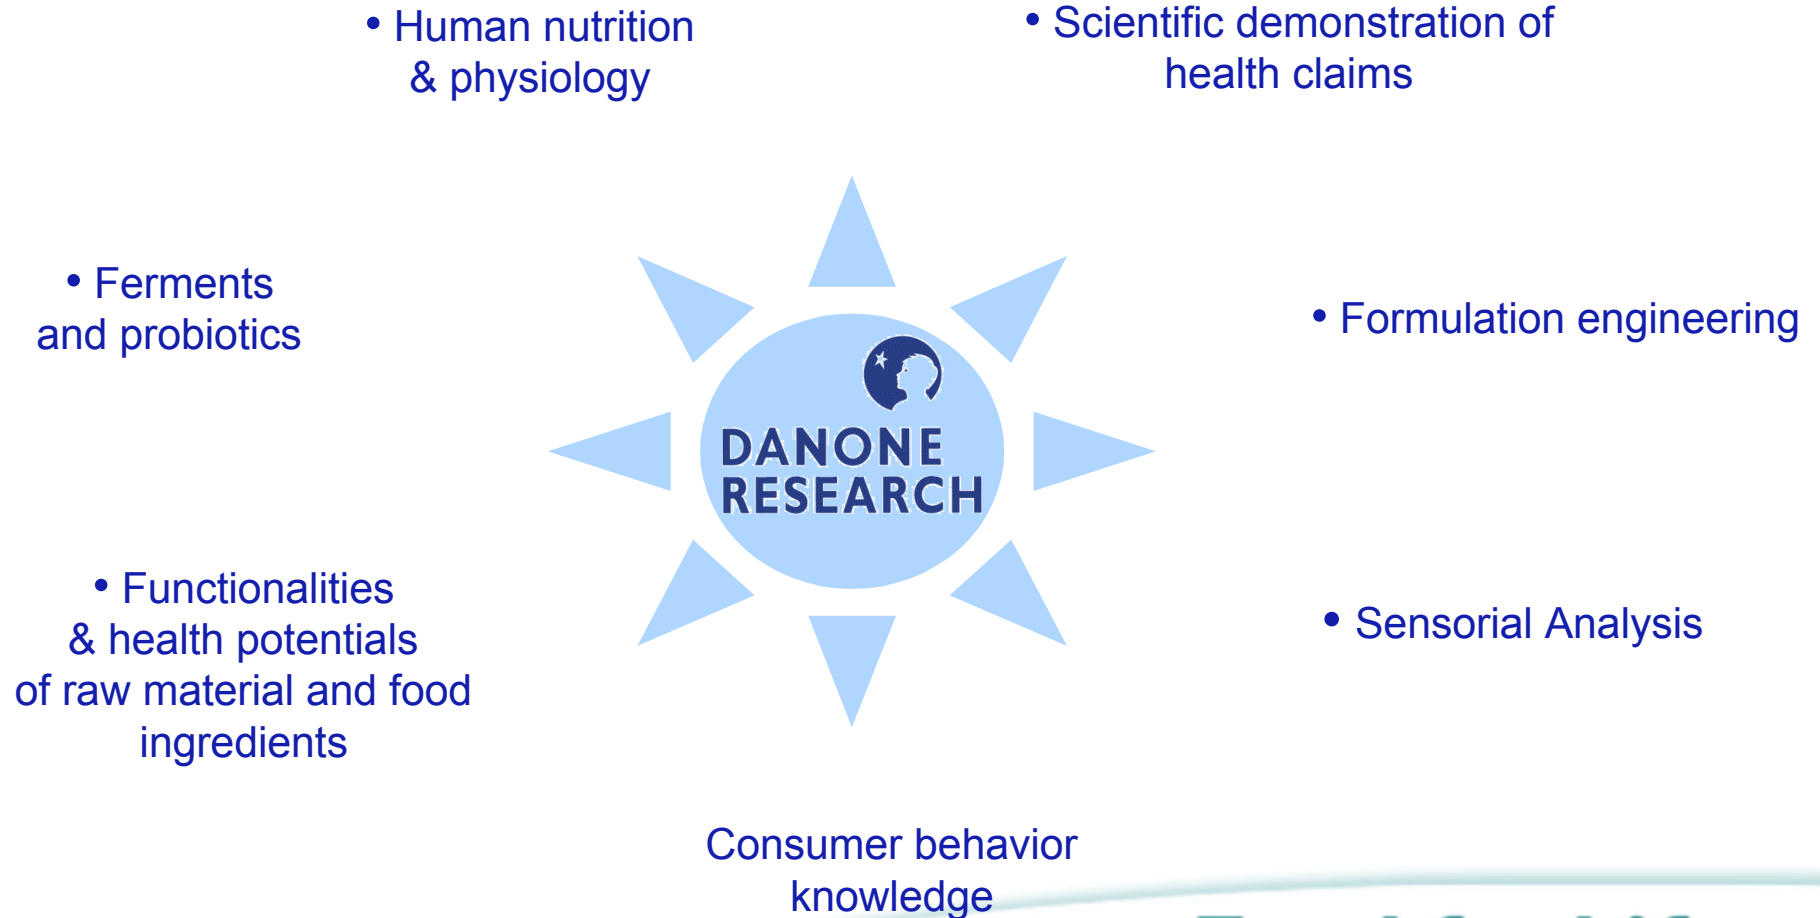 • Human nutrition
& physiology
• Scientific demonstration of
health claims
• Ferments
and probiotics
• Formulation engineering
DANONE
RESEARCH
• Functionalities
& health potentials
of raw material and food
ingredients
• Sensorial Analysis
Consumer behavior
knowledge